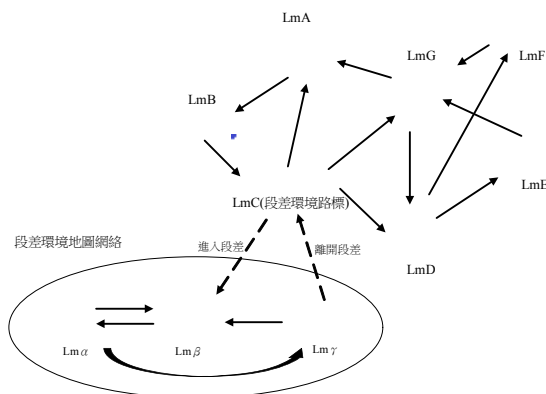 LmA
LmG
LmF
LmB
LmE
LmC(段差環境路標)
段差環境地圖網絡
進入段差
離開段差
LmD
Lmα
Lmβ
Lmγ